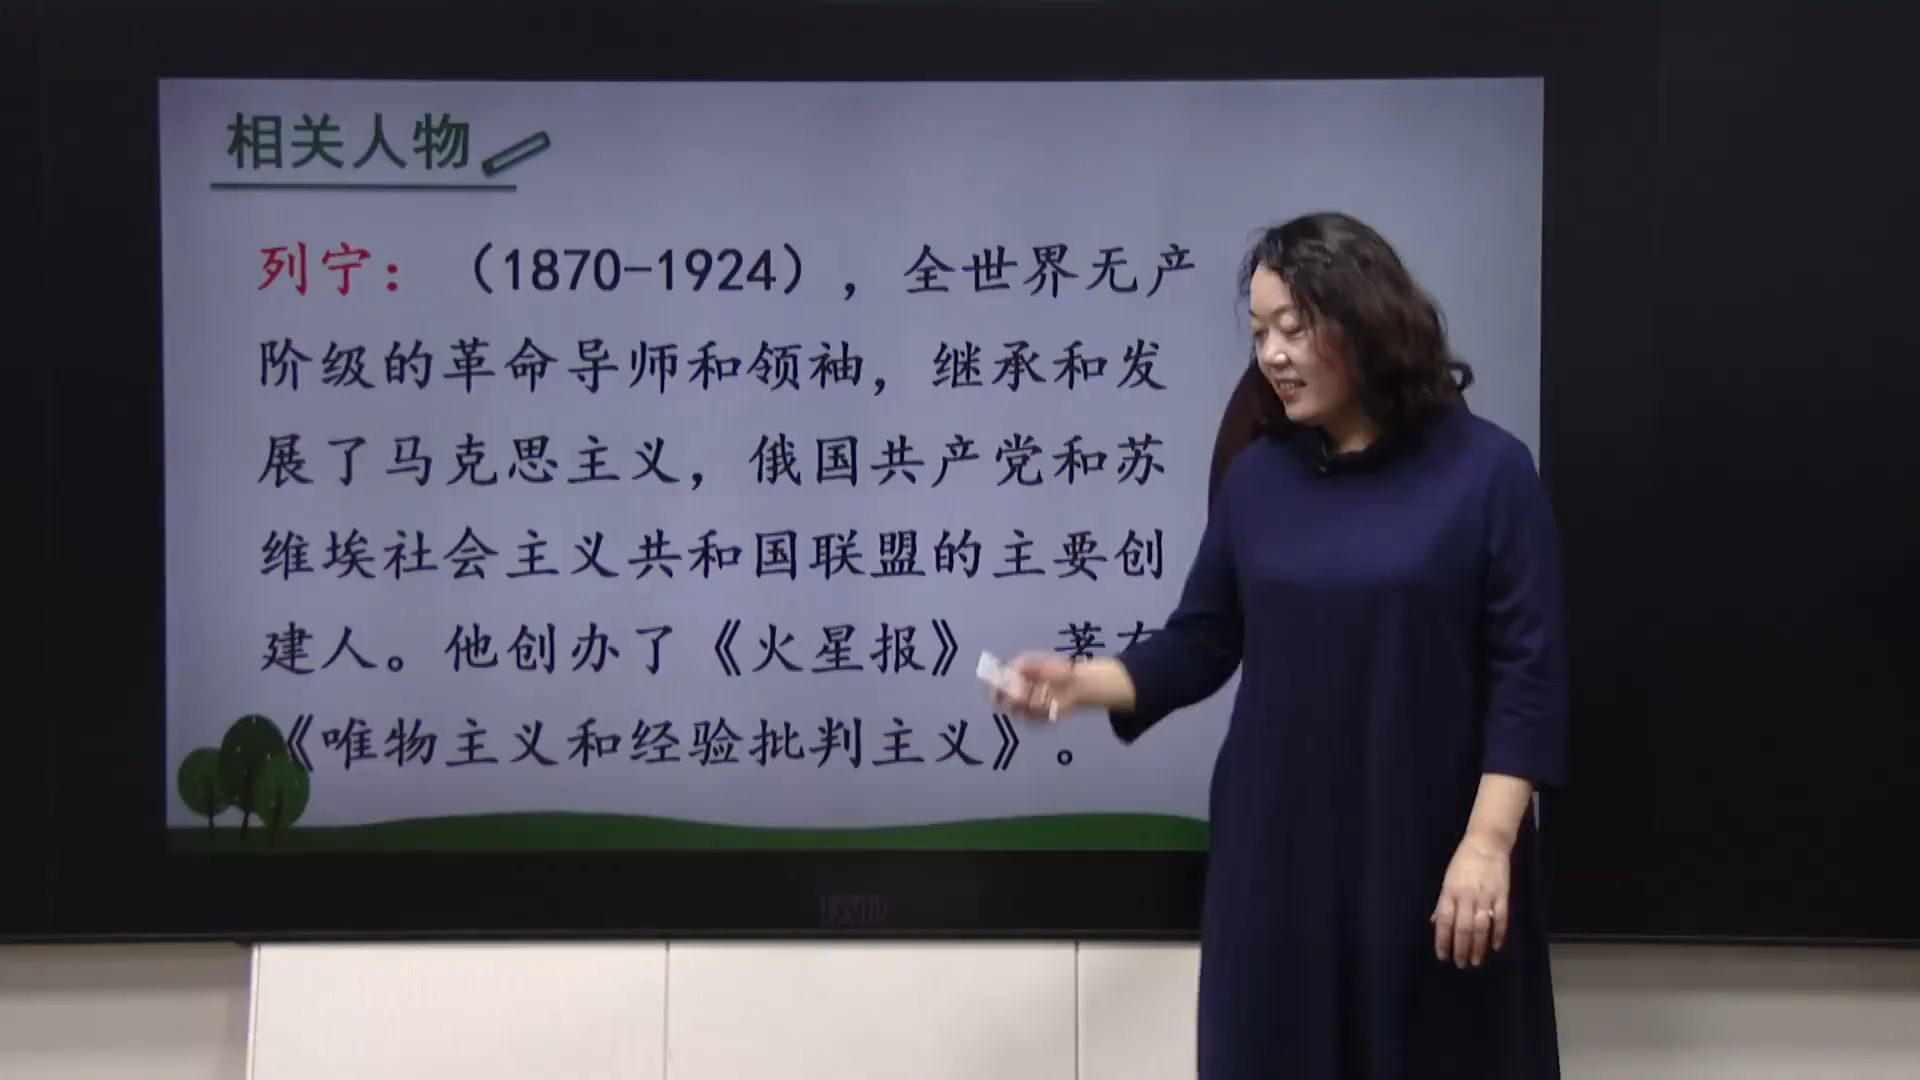 相关人物
列宁：（1870-1924），全世界无产
阶级的革命导师和领袖，继承和发
展了马克思主义，俄国共产党和苏
维埃社会主义共和国联盟的主要创
建人。他创办了《火星报》 著有
《唯物主义和经验批判主义》。